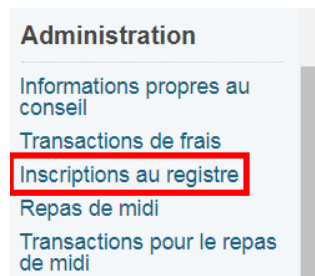 Administration
Informations propres au
conseil
Transactions de frais
Inscriptions au registre
Repas de midi
Transactions pour le repas
de midi